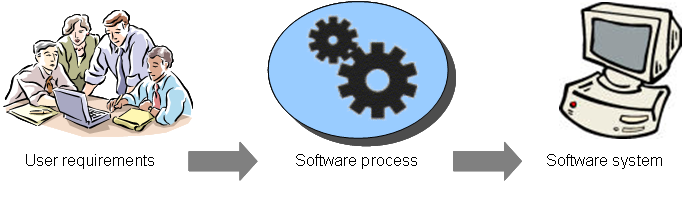 User requirements
Software process
Software system